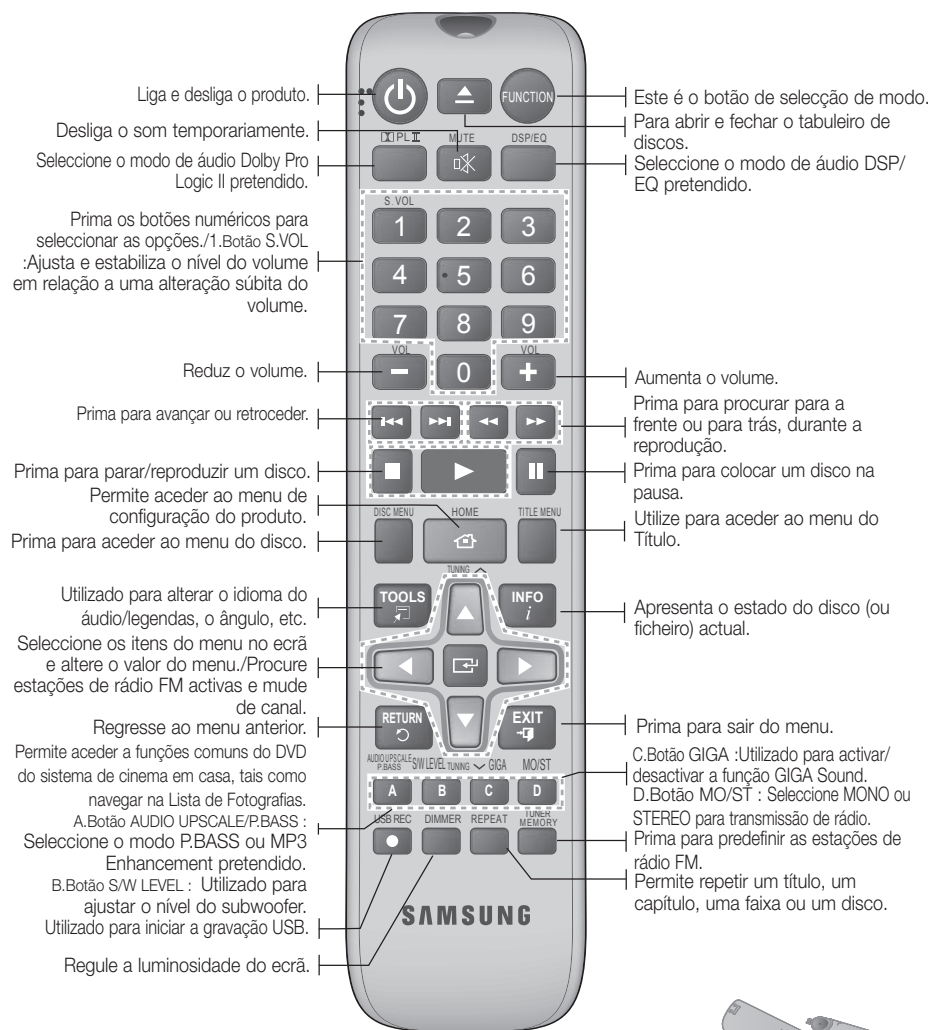 Liga e desliga o produto.
Desliga o som temporariamente.
Seleccione o modo de áudio Dolby Pro
Logic II pretendido.
Prima os botões numéricos para
seleccionar as opções./1.Botão S.VOL
:Ajusta e estabiliza o nível do volume
em relação a uma alteração súbita do
volume.
Reduz o volume.
Prima para avançar ou retroceder.
Prima para parar/reproduzir um disco.
Permite aceder ao menu de
configuração do produto.
Prima para aceder ao menu do disco.
Utilizado para alterar o idioma do
áudio/legendas, o ângulo, etc.
Seleccione os itens do menu no ecrã
e altere o valor do menu./Procure
estações de rádio FM activas e mude
de canal.
Regresse ao menu anterior.
Permite aceder a funções comuns do DVD
do sistema de cinema em casa, tais como
navegar na Lista de Fotografias.
A.Botão AUDIO UPSCALE/P.BASS :
Seleccione o modo P.BASS ou MP3
Enhancement pretendido.
B.Botão S/W LEVEL : Utilizado para
ajustar o nível do subwoofer.
Utilizado para iniciar a gravação USB.
Regule a luminosidade do ecrã.
FUNCTION
PL II MUTE DSP/EQ
S.VOL
1 2 3
4 5 6
7 8 9
VOL VOL
0
DISC MENU HOME TITLE MENU
TUNING
TOOLS INFO
i
RETURN EXIT
AUDIO UPSCALE
P.BASS S/W LEVEL TUNING GIGA MO/ST
A B C D
USB REC DIMMER REPEAT TUNER
MEMORY
SAMSUNG
Este é o botão de selecção de modo.
Para abrir e fechar o tabuleiro de
discos.
Seleccione o modo de áudio DSP/
EQ pretendido.
Aumenta o volume.
Prima para procurar para a
frente ou para trás, durante a
reprodução.
Prima para colocar um disco na
pausa.
Utilize para aceder ao menu do
Título.
Apresenta o estado do disco (ou
ficheiro) actual.
Prima para sair do menu.
C.Botão GIGA :Utilizado para activar/
desactivar a função GIGA Sound.
D.Botão MO/ST : Seleccione MONO ou
STEREO para transmissão de rádio.
Prima para predefinir as estações de
rádio FM.
Permite repetir um título, um
capítulo, uma faixa ou um disco.